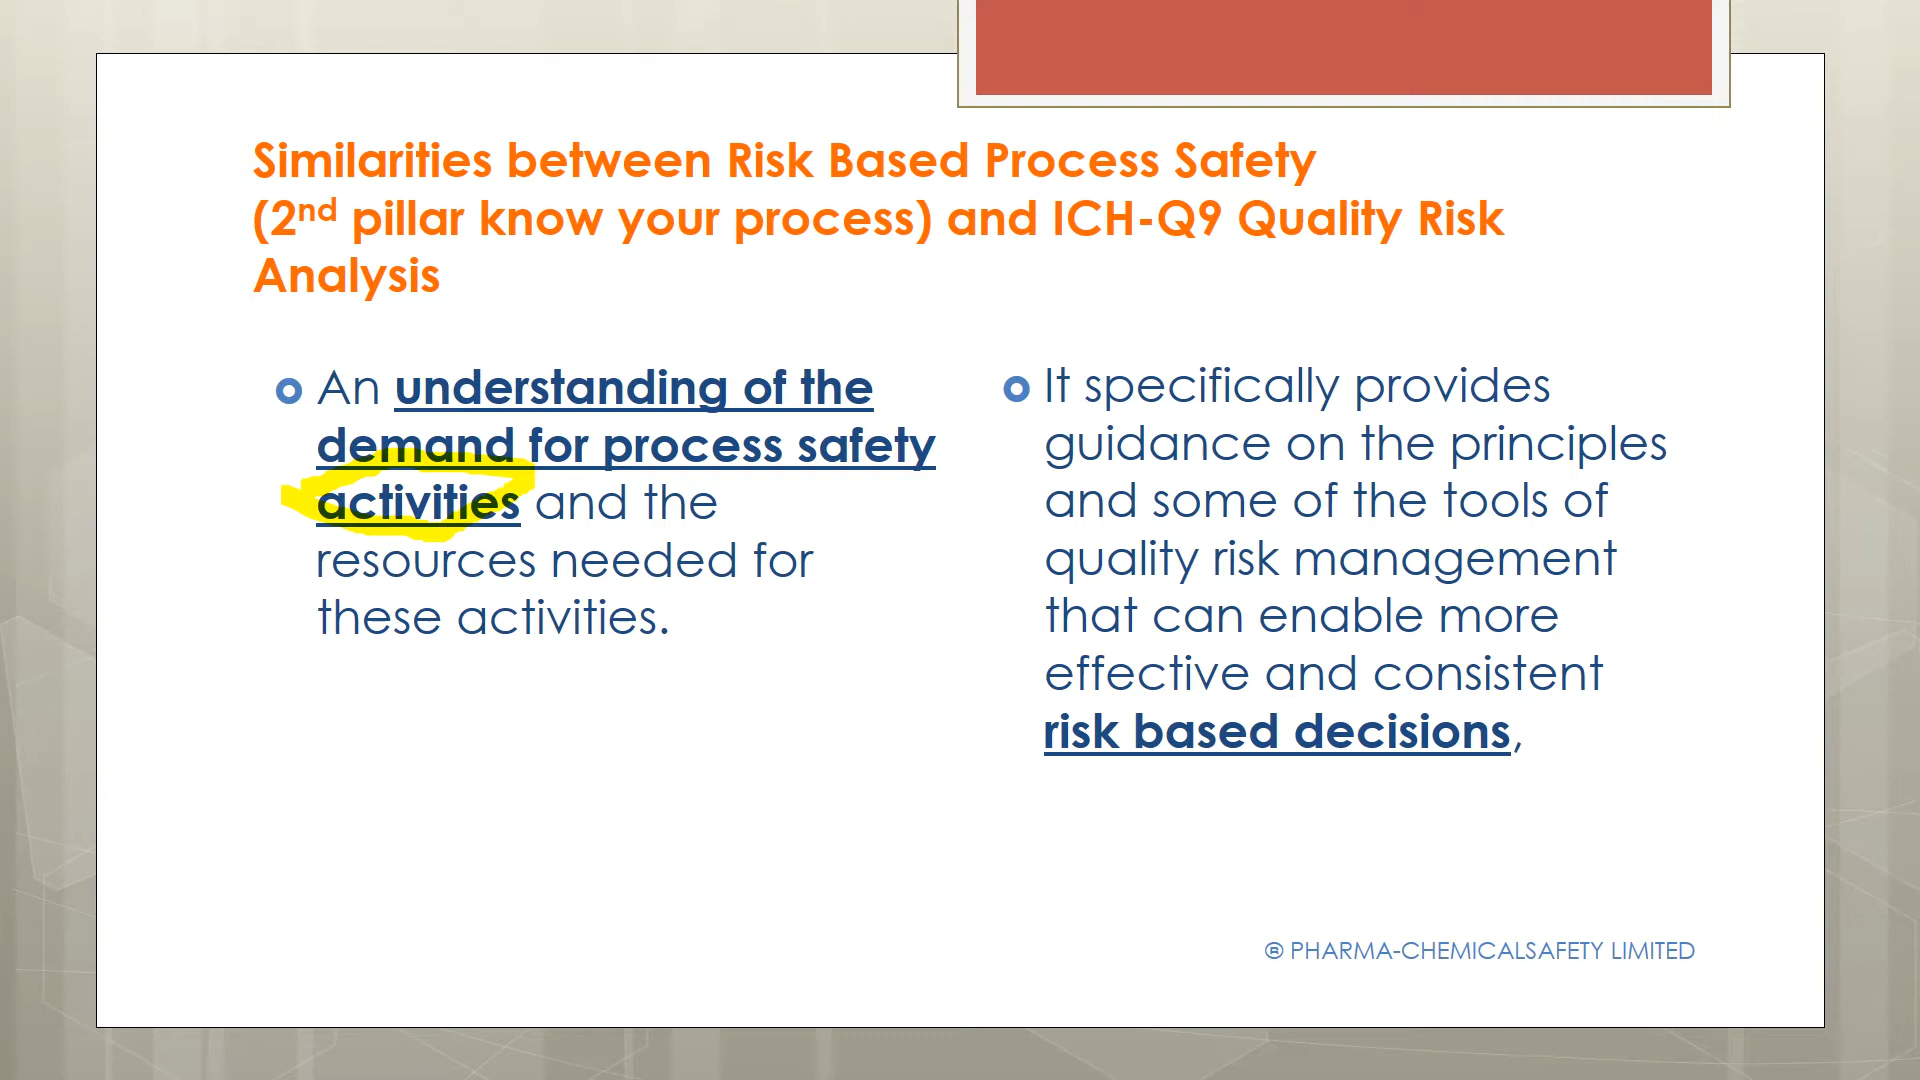 Similarities between Risk Based Process Safety
(2nd pillar know your process) and ICH-Q9 Quality Risk
Analysis
An understanding of the
demand for process safety
activities and the
resources needed for
these activities.
It specifically provides
guidance on the principles
and some of the tools of
quality risk management
that can enable more
effective and consistent
risk based decisions,
® PHARMA-CHEMICALSAFETY LIMITED